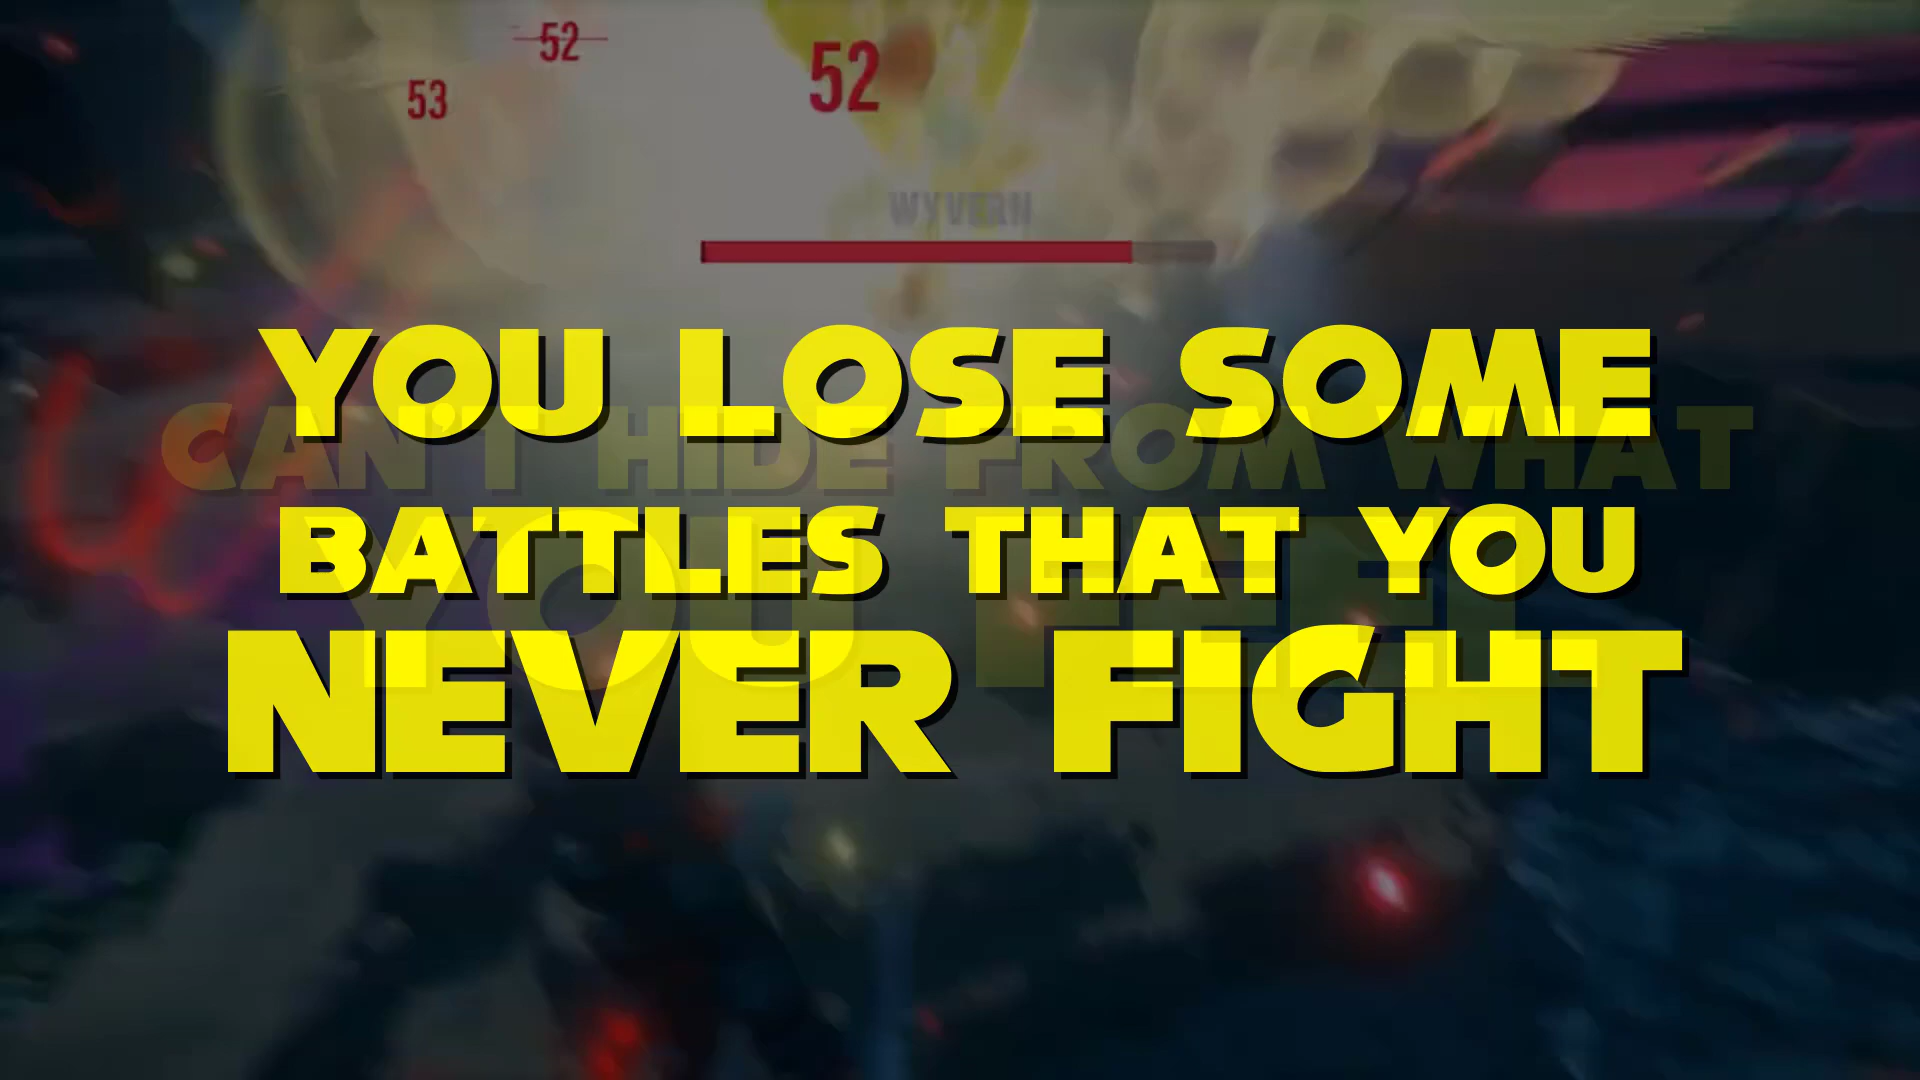 52
53
52
WYVERN
YOU LOSE SOME
CAN'T HIDE FROM WHAT
BATTLES THAT YOU
YOU FEEL
NEVER FIGHT